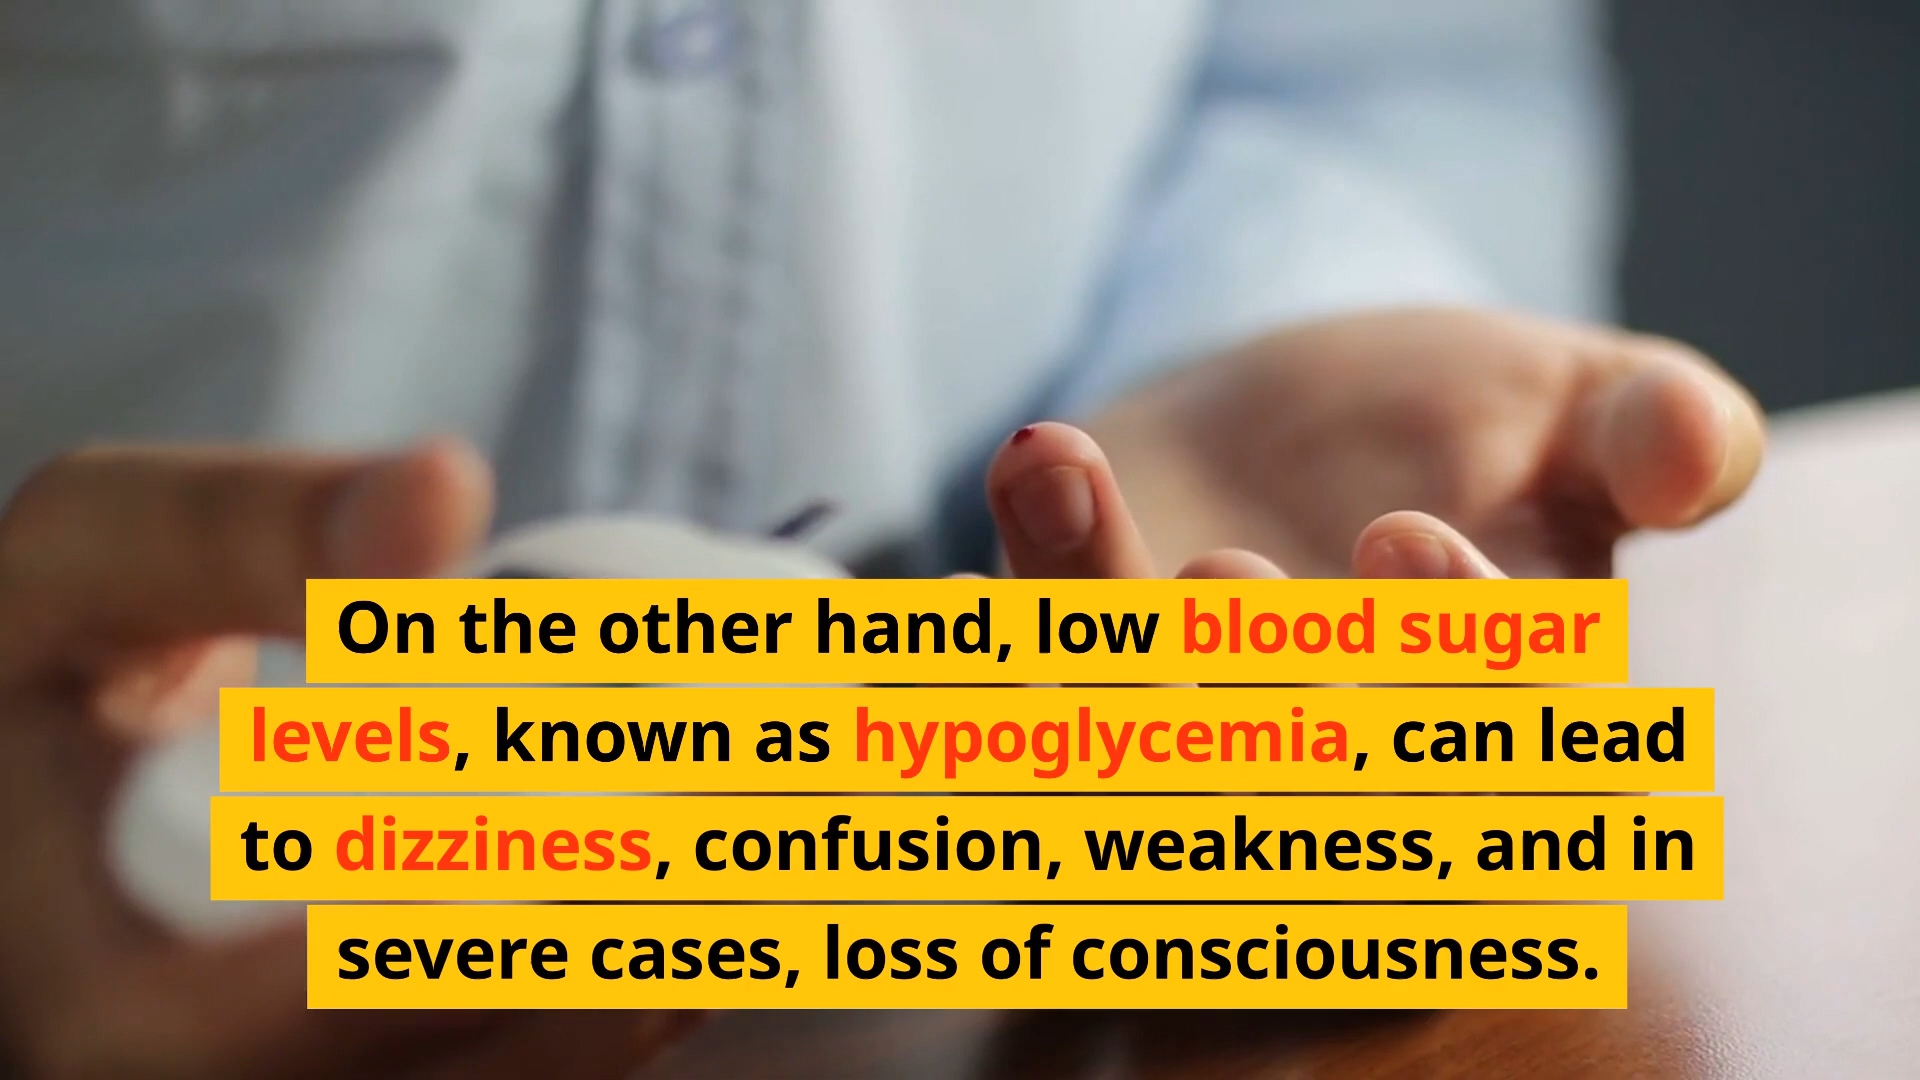 On the other hand, low blood sugar
levels, known as hypoglycemia, can lead
to dizziness, confusion, weakness, and in
severe cases, loss of consciousness.